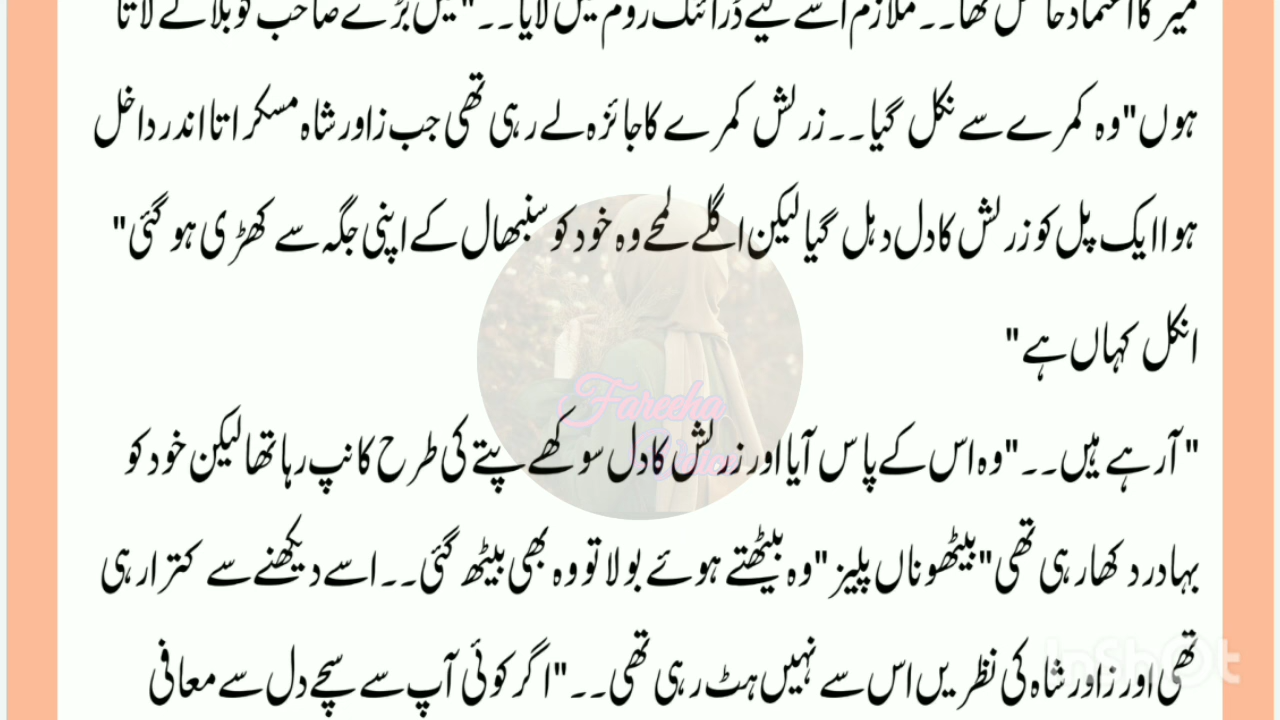 میر کا اعتماد حاصل تھا۔۔ ملازم اسے لیے ڈرائنگ روم میں لایا۔۔" میں بڑے صاحب کو بلا کے لاتا
ہوں" وہ کمرے سے نکل گیا۔۔ زرلش کمرے کا جائزہ لے رہی تھی جب زاور شاہ مسکراتا اندر داخل
ہوا ایک پل کو زرلش کا دل دہل گیا لیکن اگلے لمحے وہ خود کو سنبھال کے اپنی جگہ سے کھڑی ہو گئی"
انکل کہاں ہے"
" آرہے ہیں۔۔" وہ اس کے پاس آیا اور زرلش کا دل سوکھے پتے کی طرح کانپ رہا تھا لیکن خود کو
بہادر دکھا رہی تھی" بیٹھو ناں پلیز" وہ بیٹھتے ہوئے بولا تو وہ بھی بیٹھ گئی۔۔ اسے دیکھنے سے کترا رہی
تھی اور زاور شاہ کی نظریں اس سے نہیں ہٹ رہی تھی۔۔" اگر کوئی آپ سے سچے دل سے معافی
Fareeha
InShOt